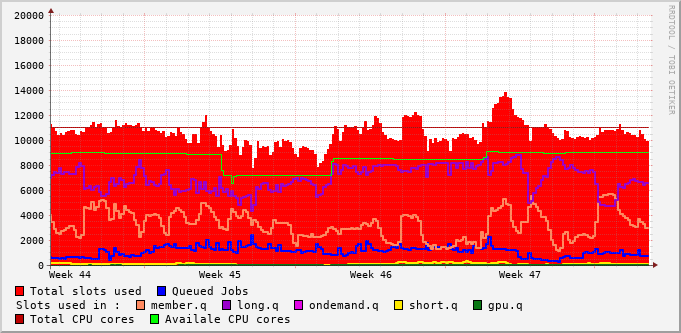 20000
18000
16000
14000
12000
10000
8000
6000
4000
2000
0
Week 44 Week 45 Week 46 Week 47
RRDTOOL / TOBI OETIKER
Total slots used Queued Jobs
Slots used in : member.q long.q ondemand.q short.q gpu.q
Total CPU cores Availale CPU cores